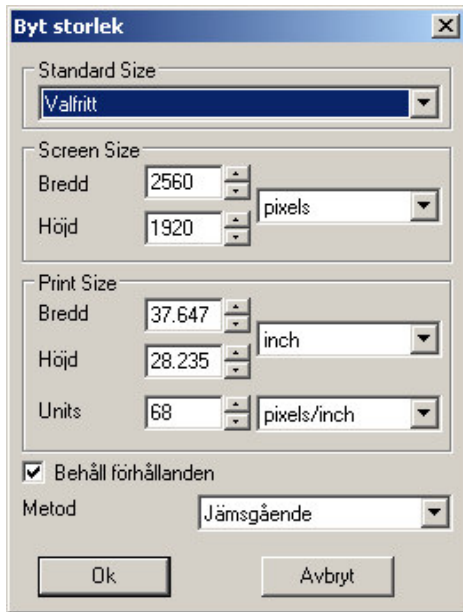 Byt storlek
Standard Size
Valfritt
Screen Size
Bredd 2560
pixels
Höjd 1920
Print Size
Bredd 37.647
inch
Höjd 28.235
Units 68 pixels/inch
Behåll förhållanden
Metod Jämsgående
Ok Avbryt